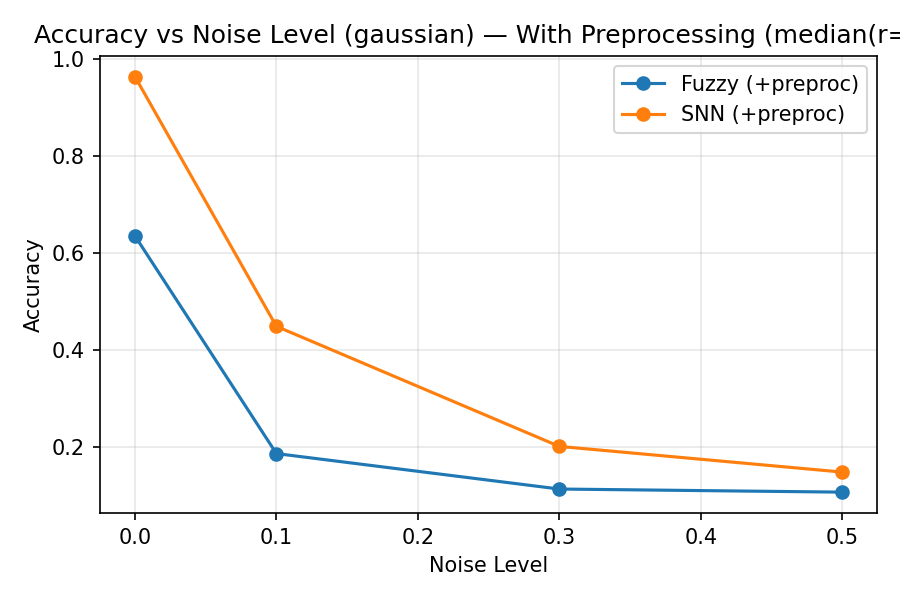 Accuracy vs Noise Level (gaussian) — With Preprocessing (median(r=
1.0
0.8
0.6
0.4
0.2
Accuracy
Fuzzy (+preproc)
SNN (+preproc)
0.0 0.1 0.2 0.3 0.4 0.5
Noise Level